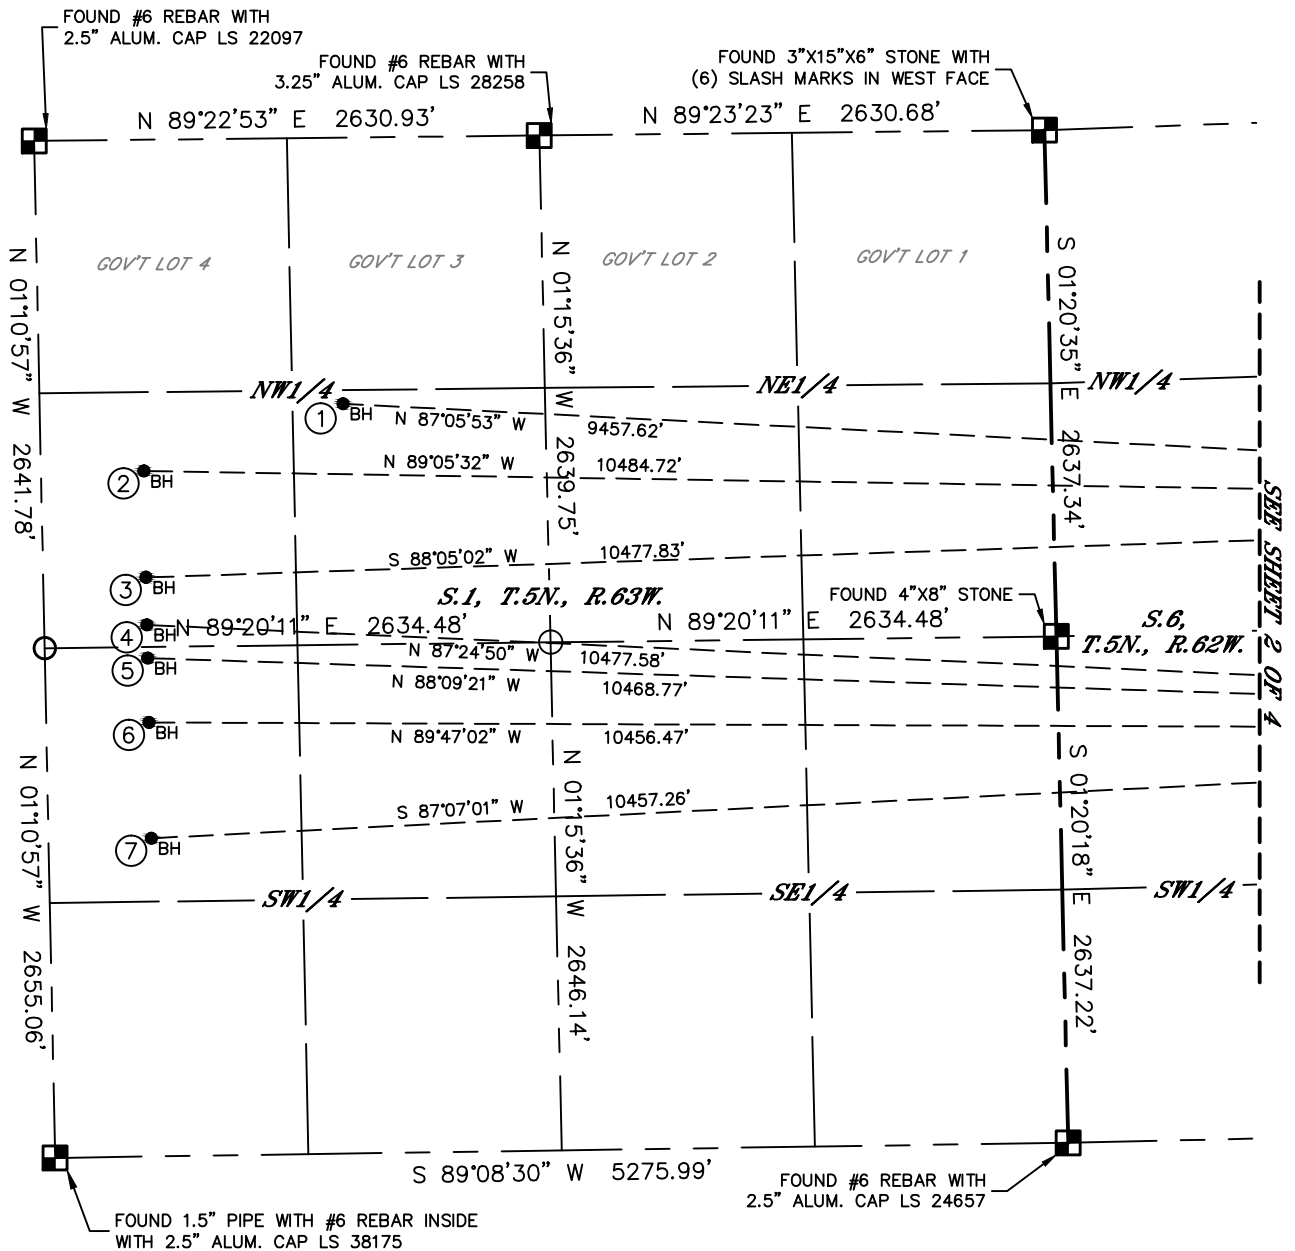 FOUND #6 REBAR WITH
2.5" ALUM. CAP LS 22097
FOUND #6 REBAR WITH
3.25" ALUM. CAP LS 28258
FOUND 3"X15"X6" STONE WITH
(6) SLASH MARKS IN WEST FACE
N 89°22'53" E 2630.93'
N 89°23'23" E 2630.68'
GOV'T LOT 4
GOV'T LOT 3
GOV'T LOT 2
GOV'T LOT 1
N 01°10'57" W 2641.78'
N 01°15'36" W 2639.75'
S 01°20'35" E 2637.34'
NW1/4
NE1/4
NW1/4
1
BH
N 87°05'53" W 9457.62'
2
BH
N 89°05'32" W 10484.72'
3
BH
S 88°05'02" W 10477.83'
S.1, T.5N., R.63W.
FOUND 4"X8" STONE
S.6,
T.5N., R.62W.
SEE SHEET 2 OF 4
4
BH
N 89°20'11" E 2634.48'
N 89°20'11" E 2634.48'
N 87°24'50" W 10477.58'
5
BH
N 88°09'21" W 10468.77'
6
BH
N 89°47'02" W 10456.47'
7
BH
S 87°07'01" W 10457.26'
N 01°10'57" W 2655.06'
N 01°15'36" W 2646.14'
S 01°20'18" E 2637.22'
SW1/4
SE1/4
SW1/4
S 89°08'30" W 5275.99'
FOUND #6 REBAR WITH
2.5" ALUM. CAP LS 24657
FOUND 1.5" PIPE WITH #6 REBAR INSIDE
WITH 2.5" ALUM. CAP LS 38175